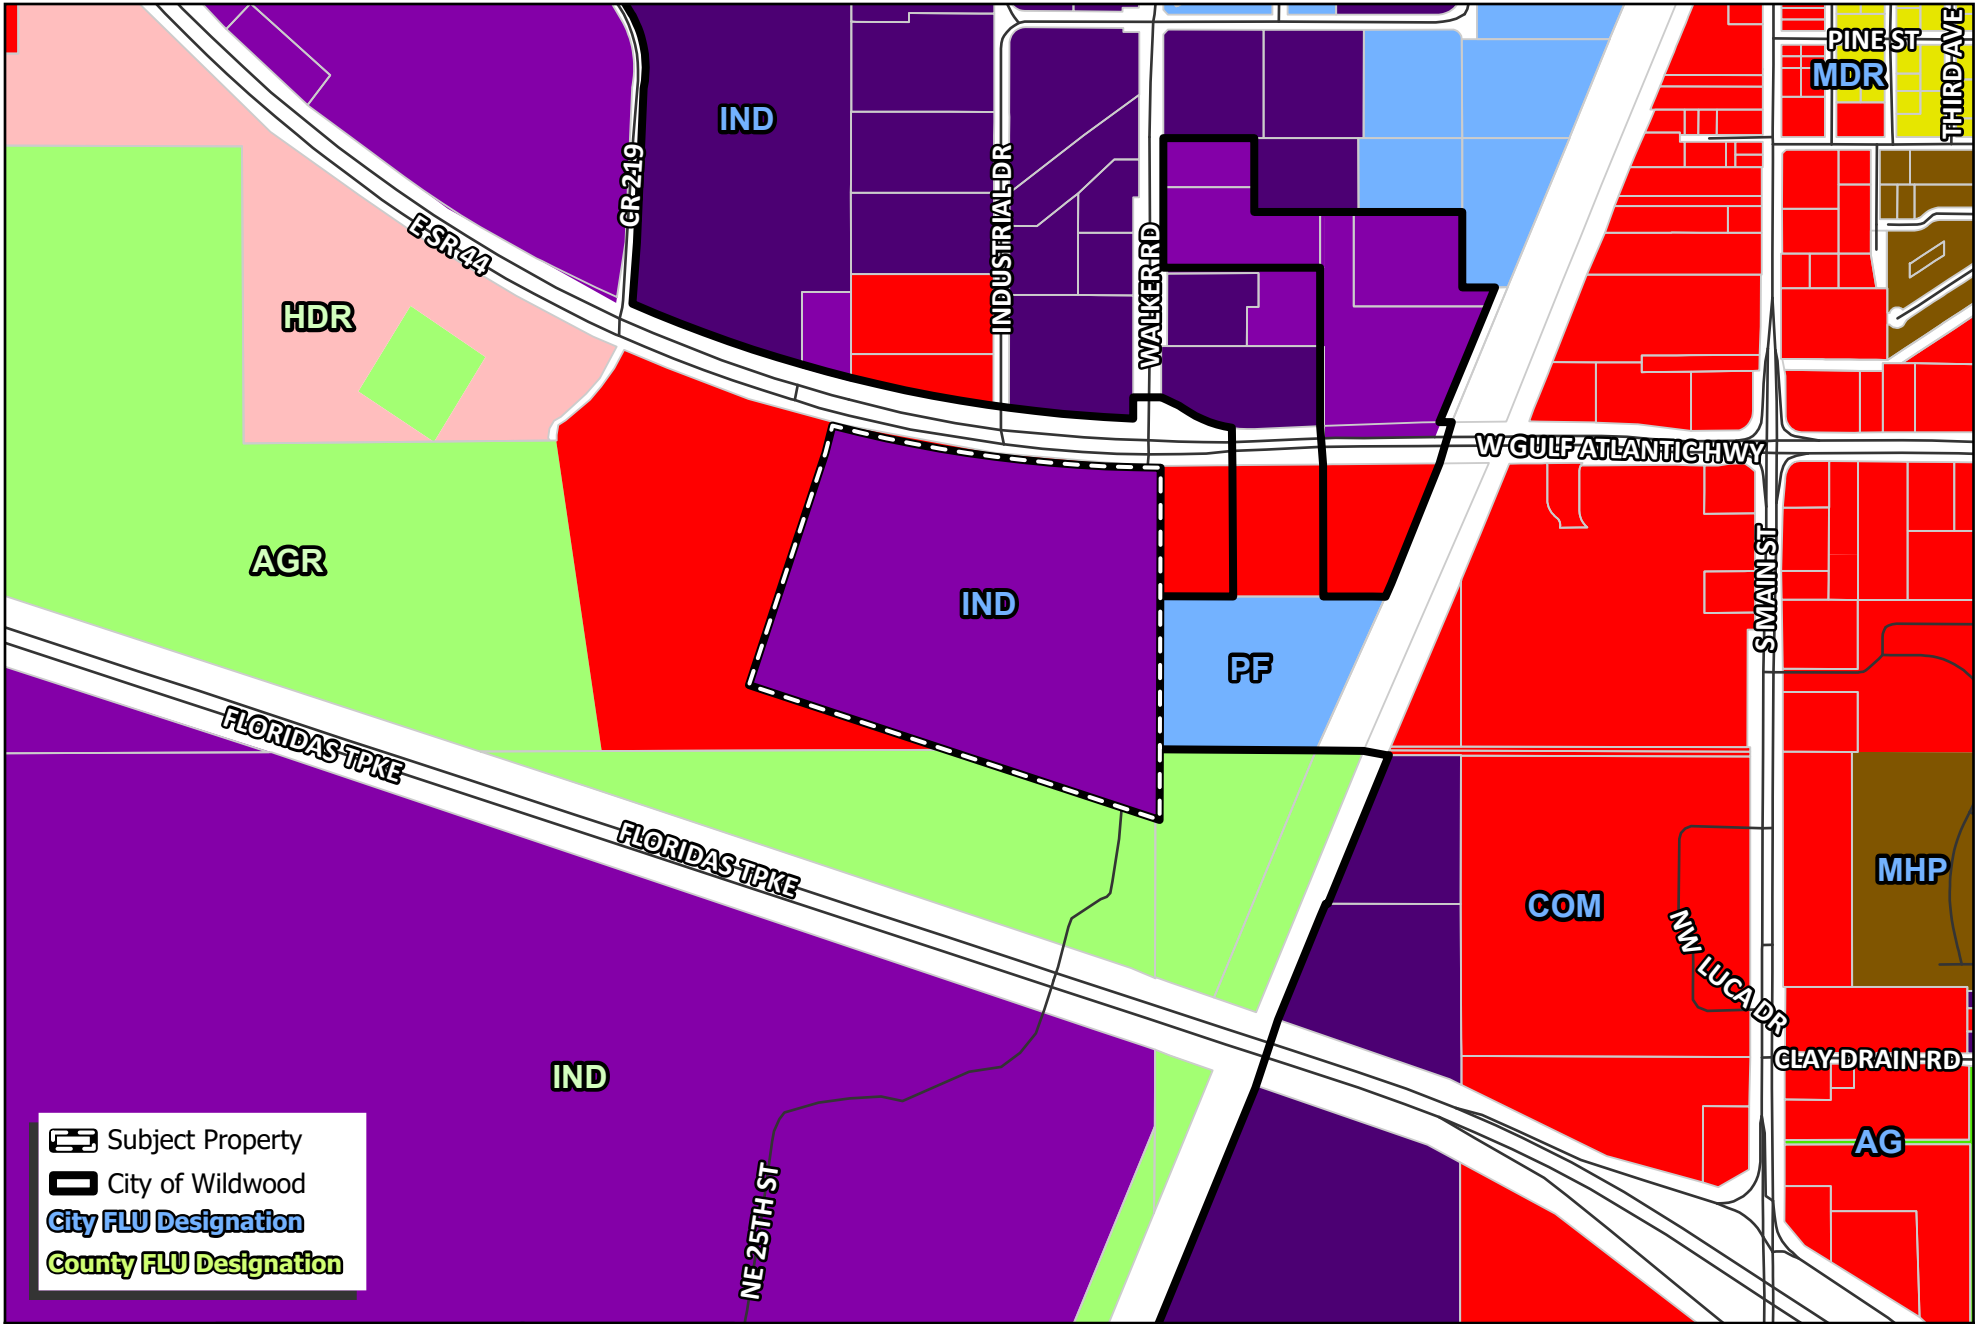 PINE ST
THIRD AVE
MDR
IND
CR-219
INDUSTRIAL DR
WALKER RD
E SR 44
HDR
W GULF ATLANTIC HWY
AGR
IND
S MAIN ST
PF
FLORIDAS TPKE
FLORIDAS TPKE
MHP
COM
NW LUCA DR
CLAY DRAIN RD
IND
AG
NE 25TH ST
Subject Property
City of Wildwood
City FLU Designation
County FLU Designation